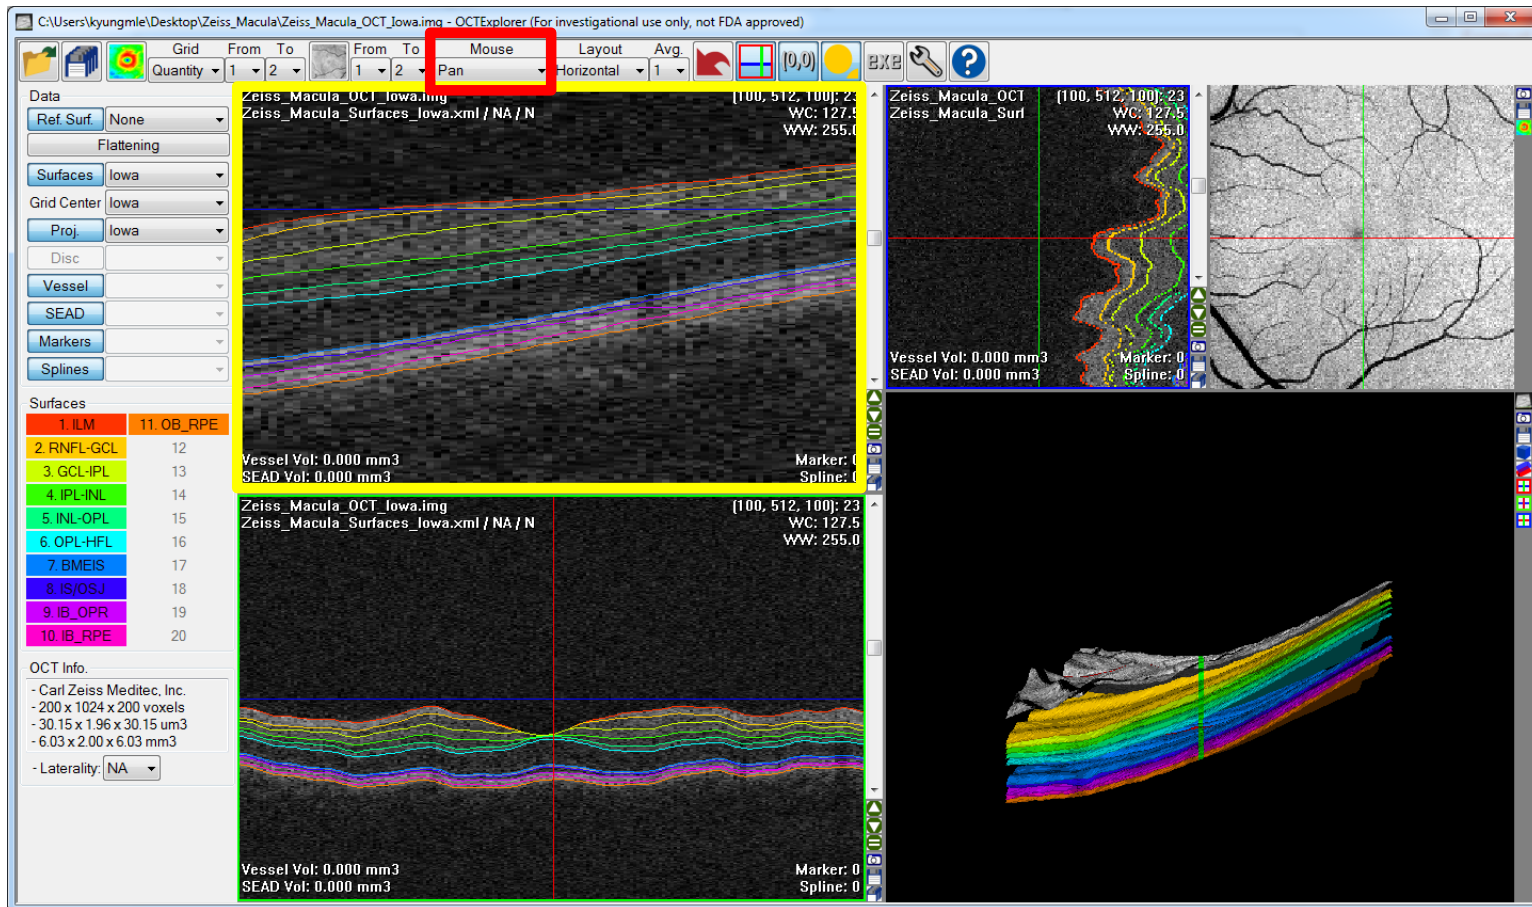 C:\Users\kyungmle\Desktop\Zeiss_Macula\Zeiss_Macula_OCT_Iowa.img - OCTExplorer (For investigational use only, not FDA approved)
Grid From To From To Mouse Layout Avg.
Quantity 1 2 1 2 Pan Horizontal 1 (0,0) EXE ?
Data
Ref. Surf. None
Flattening
Surfaces Iowa
Grid Center Iowa
Proj. Iowa
Disc
Vessel
SEAD
Markers
Splines
Surfaces
1. ILM 11. OB_RPE
2. RNFL-GCL 12
3. GCL-IPL 13
4. IPL-INL 14
5. INL-OPL 15
6. OPL-HFL 16
7. BMEIS 17
8. IS/OSJ 18
9. IB_OPR 19
10. IB_RPE 20
OCT Info.
- Carl Zeiss Meditec, Inc.
- 200 x 1024 x 200 voxels
- 30.15 x 1.96 x 30.15 um3
- 6.03 x 2.00 x 6.03 mm3
- Laterality: NA
Zeiss_Macula_OCT_Iowa.img [100, 512, 100]: 23
Zeiss_Macula_Surfaces_Iowa.xml / NA / N WC: 127.5
WW: 255.0
Vessel Vol: 0.000 mm3 Marker: 0
SEAD Vol: 0.000 mm3 Spline: 0
Zeiss_Macula_OCT [100, 512, 100]: 23
Zeiss_Macula_Surf WC: 127.5
WW: 255.0
Vessel Vol: 0.000 mm3 Marker: 0
SEAD Vol: 0.000 mm3 Spline: 0
Zeiss_Macula_OCT_Iowa.img [100, 512, 100]: 23
Zeiss_Macula_Surfaces_Iowa.xml / NA / N WC: 127.5
WW: 255.0
Vessel Vol: 0.000 mm3 Marker: 0
SEAD Vol: 0.000 mm3 Spline: 0